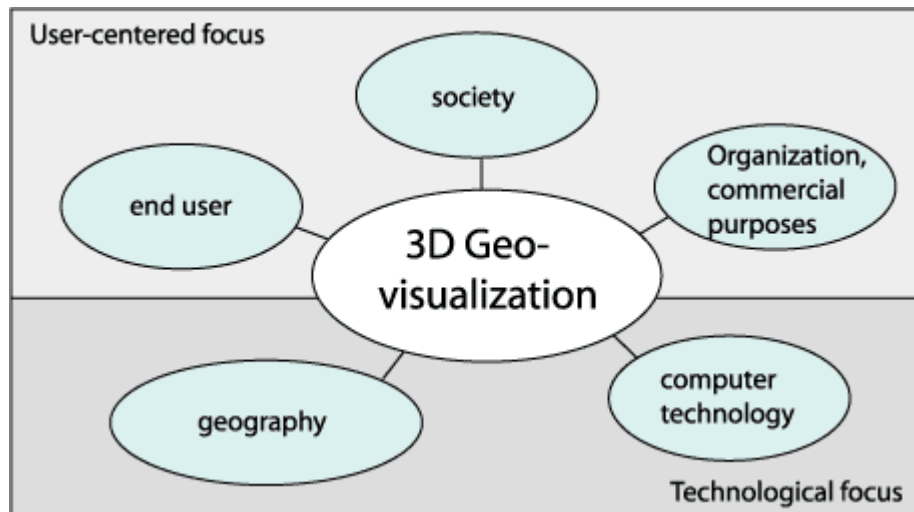 User-centered focus
society
end user
Organization,
commercial
purposes
3D Geo-
visualization
geography
computer
technology
Technological focus